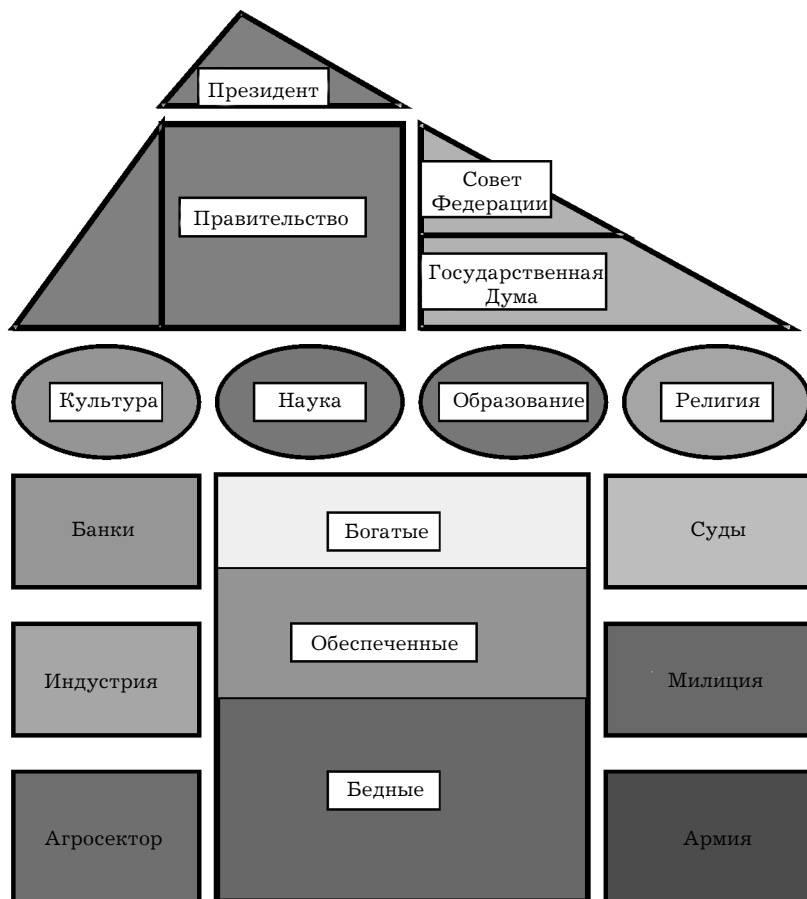 Президент
Правительство
Совет
Федерации
Государственная
Дума
Культура
Наука
Образование
Религия
Банки
Богатые
Суды
Обеспеченные
Индустрия
Милиция
Бедные
Агросектор
Армия